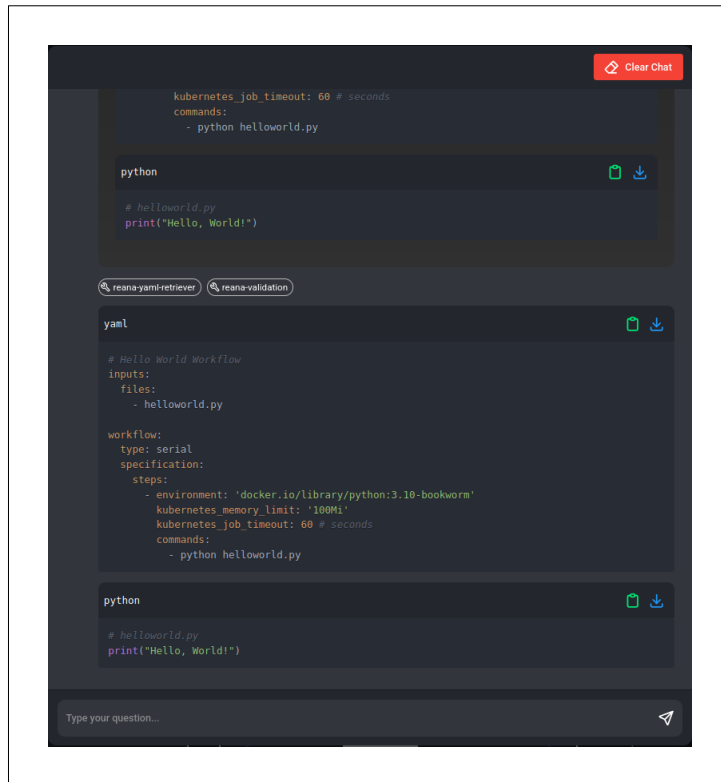 Clear Chat
kubernetes_job_timeout: 60 # seconds
commands:
- python helloworld.py
python
# helloworld.py
print("Hello, World!")
reana-yaml-retriever reana-validation
yaml
# Hello World Workflow
inputs:
files:
- helloworld.py
workflow:
type: serial
specification:
steps:
- environment: 'docker.io/library/python:3.10-bookworm'
kubernetes_memory_limit: '100Mi'
kubernetes_job_timeout: 60 # seconds
commands:
- python helloworld.py
python
# helloworld.py
print("Hello, World!")
Type your question...